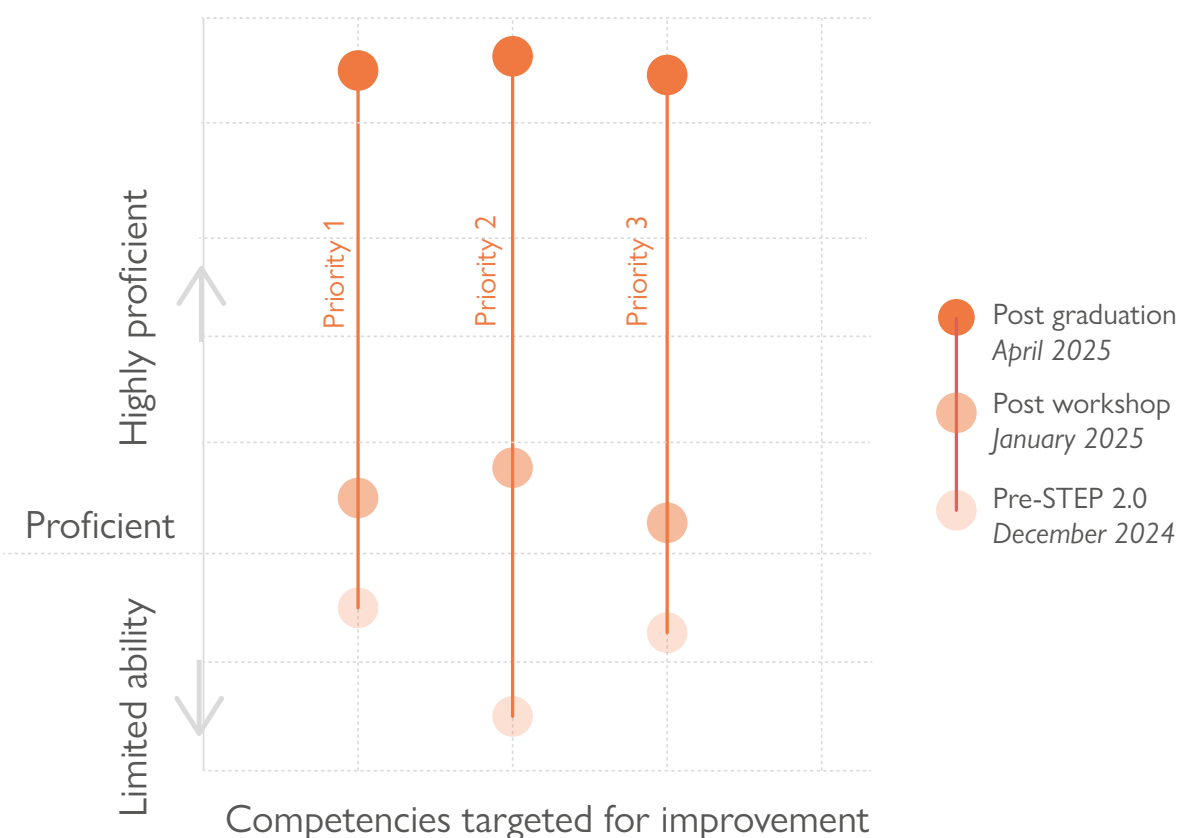 Highly proficient
Proficient
Limited ability
Priority 1
Priority 2
Priority 3
Competencies targeted for improvement
Post graduation
April 2025
Post workshop
January 2025
Pre-STEP 2.0
December 2024